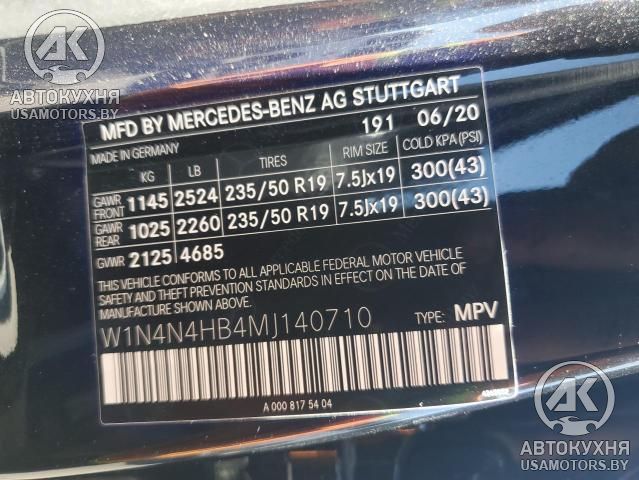 АК
АВТОКУХНЯ
USAMOTORS.BY
MFD BY MERCEDES-BENZ AG STUTTGART
191 06/20
MADE IN GERMANY
KG LB TIRES RIM SIZE COLD KPA (PSI)
GAWR FRONT 1145 2524 235/50 R19 7.5Jx19 300(43)
GAWR REAR 1025 2260 235/50 R19 7.5Jx19 300(43)
GVWR 2125 4685
THIS VEHICLE CONFORMS TO ALL APPLICABLE FEDERAL MOTOR VEHICLE
SAFETY AND THEFT PREVENTION STANDARDS IN EFFECT
ON THE DATE OF MANUFACTURE SHOWN ABOVE.
W1N4N4HB4MJ140710 TYPE: MPV
A 000 817 54 04
АК
АВТОКУХНЯ
USAMOTORS.BY